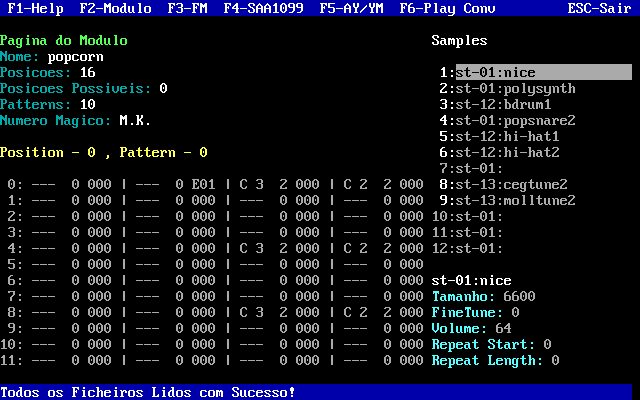 F1-Help  F2-Modulo  F3-FM  F4-SAA1099  F5-AY/YM  F6-Play Conv  ESC-Sair
Pagina do Modulo
Nome: popcorn
Posicoes: 16
Posicoes Possiveis: 0
Patterns: 10
Numero Magico: M.K.
Position - 0 , Pattern - 0
0: ---  0 000 | ---  0 E01 | C 3  2 000 | C 2  2 000
1: ---  0 000 | ---  0 000 | ---  0 000 | ---  0 000
2: ---  0 000 | ---  0 000 | ---  0 000 | ---  0 000
3: ---  0 000 | ---  0 000 | ---  0 000 | ---  0 000
4: ---  0 000 | ---  0 000 | C 3  2 000 | C 2  2 000
5: ---  0 000 | ---  0 000 | ---  0 000 | ---  0 000
6: ---  0 000 | ---  0 000 | ---  0 000 | ---  0 000
7: ---  0 000 | ---  0 000 | ---  0 000 | ---  0 000
8: ---  0 000 | ---  0 000 | C 3  2 000 | C 2  2 000
9: ---  0 000 | ---  0 000 | ---  0 000 | ---  0 000
10: ---  0 000 | ---  0 000 | ---  0 000 | ---  0 000
11: ---  0 000 | ---  0 000 | ---  0 000 | ---  0 000
Samples
1:st-01:nice
2:st-01:polysynth
3:st-12:bdrum1
4:st-01:popsnare2
5:st-12:hi-hat1
6:st-12:hi-hat2
7:st-01:
8:st-13:cegtune2
9:st-13:molltune2
10:st-01:
11:st-01:
12:st-01:
st-01:nice
Tamanho: 6600
FineTune: 0
Volume: 64
Repeat Start: 0
Repeat Length: 0
Todos os Ficheiros Lidos com Sucesso!